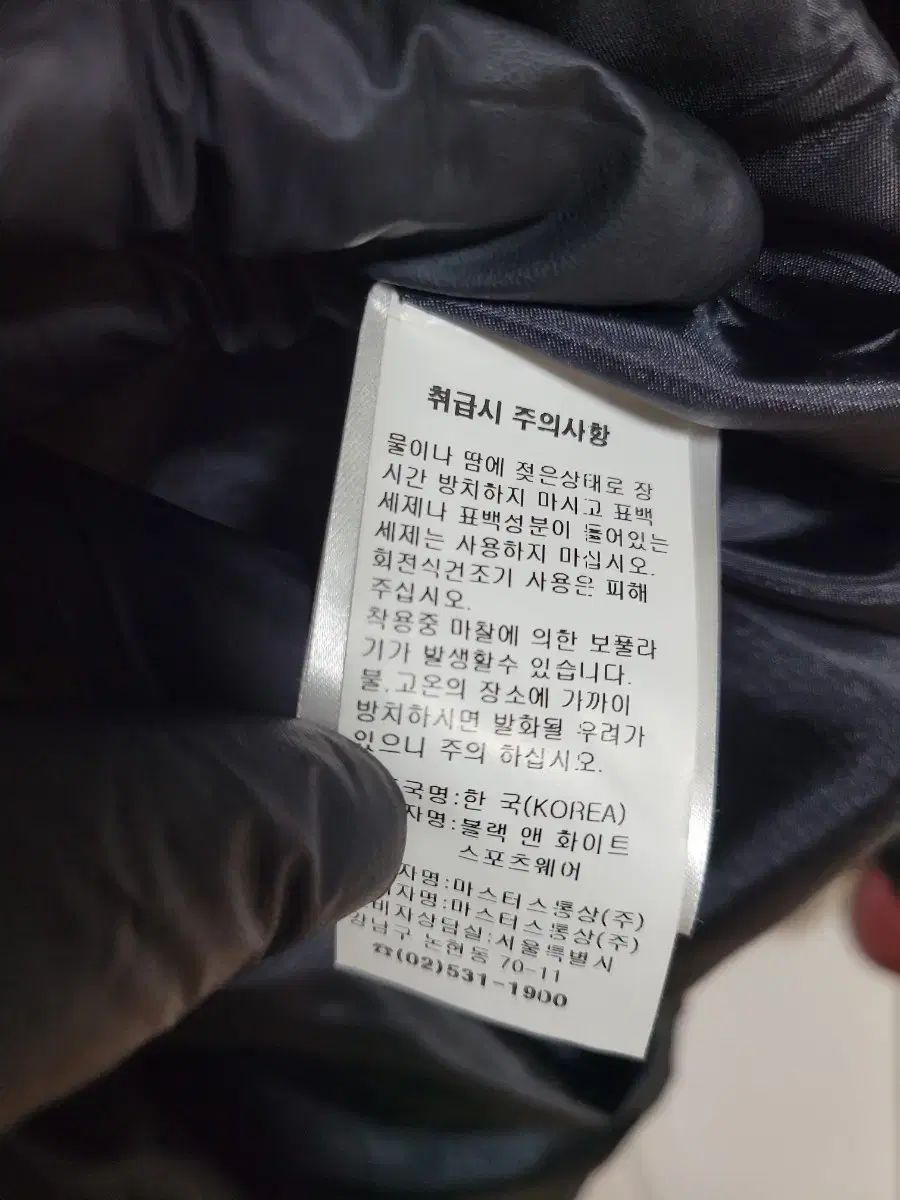 취급시 주의사항
물이나 땀에 젖은상태로 장
시간 방치하지 마시고 표백
세제나 표백성분이 들어있는
세제는 사용하지 마십시오.
회전식건조기 사용은 피해
주십시오.
착용중 마찰에 의한 보풀라
기가 발생할수 있습니다.
불.고온의 장소에 가까이
방치하시면 발화될 우려가
있으니 주의 하십시오.
국명:한 국(KOREA)
자명:블랙 앤 화이트
스포츠웨어
자명:마스터스통상(주)
자명:마스터스통상(주)
비자상담실:서울특별시
강남구 논현동 70-11
☎(02)531-1900